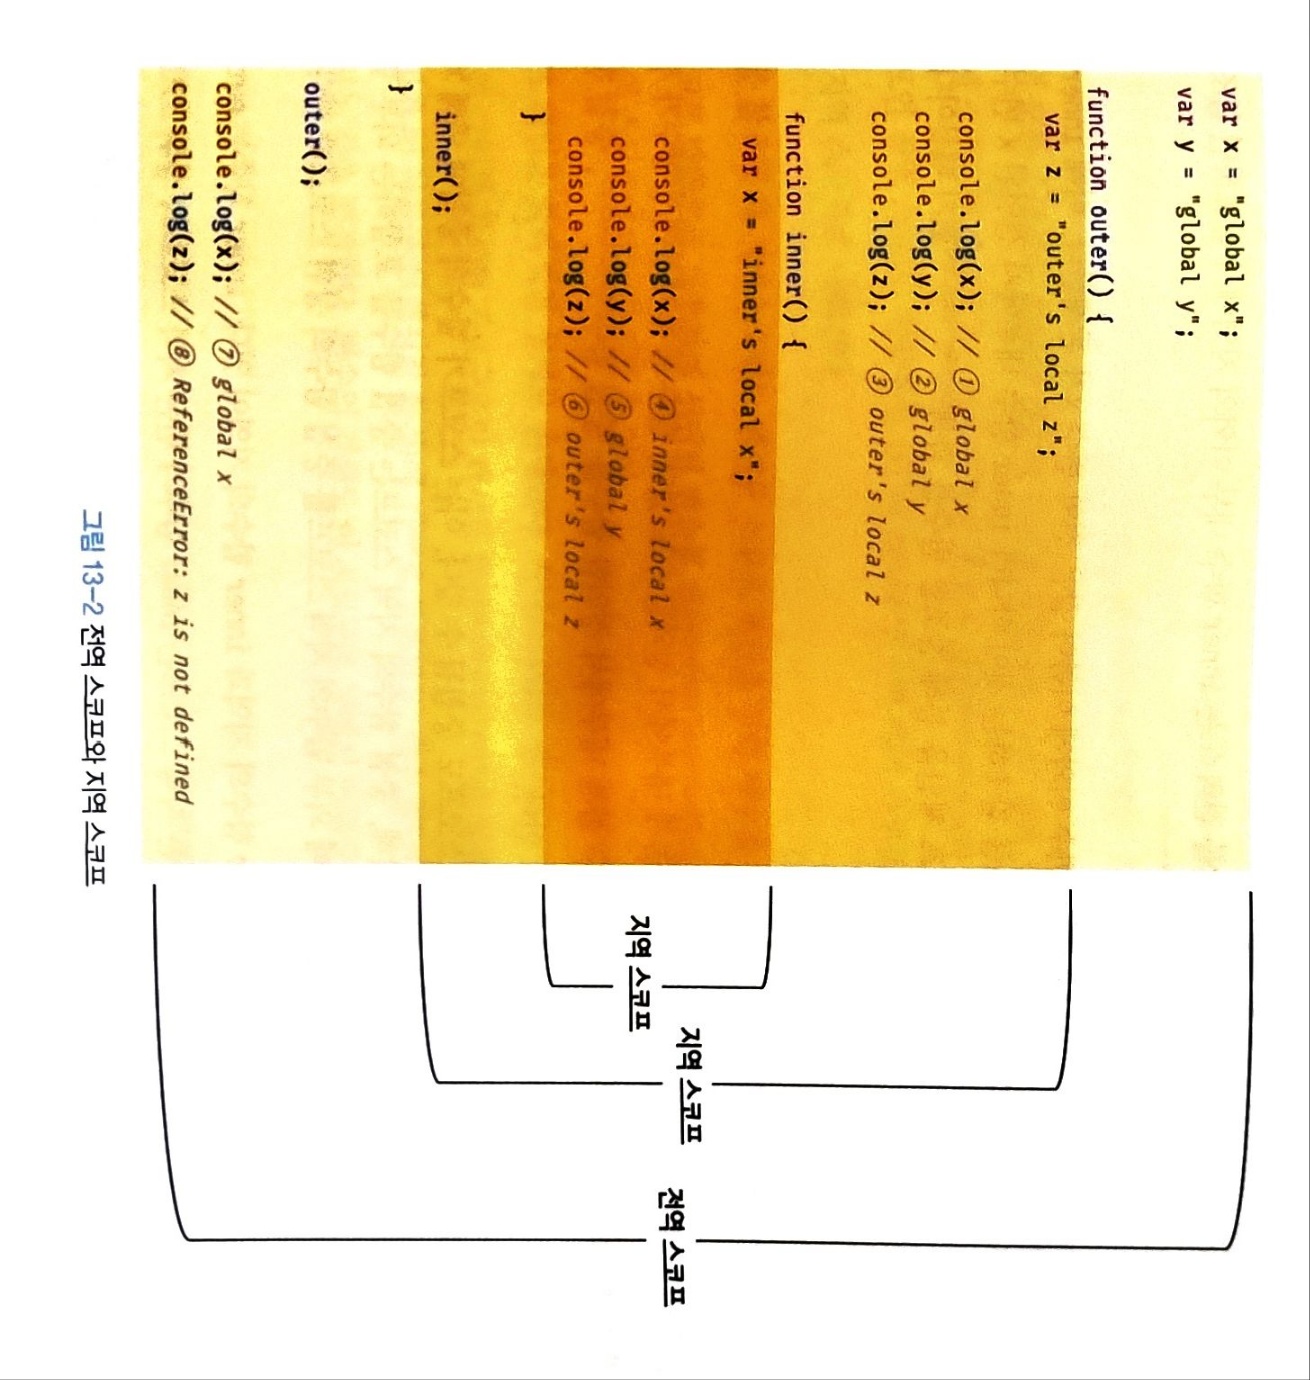 var x = "global x";
var y = "global y";
function outer() {
var z = "outer's local z";
console.log(x); // ① global x
console.log(y); // ② global y
console.log(z); // ③ outer's local z
function inner() {
var x = "inner's local x";
console.log(x); // ④ inner's local x
console.log(y); // ⑤ global y
console.log(z); // ⑥ outer's local z
}
inner();
}
outer();
console.log(x); // ⑦ global x
console.log(z); // ⑧ ReferenceError: z is not defined
지역 스코프
지역 스코프
전역 스코프
그림 13-2 전역 스코프와 지역 스코프